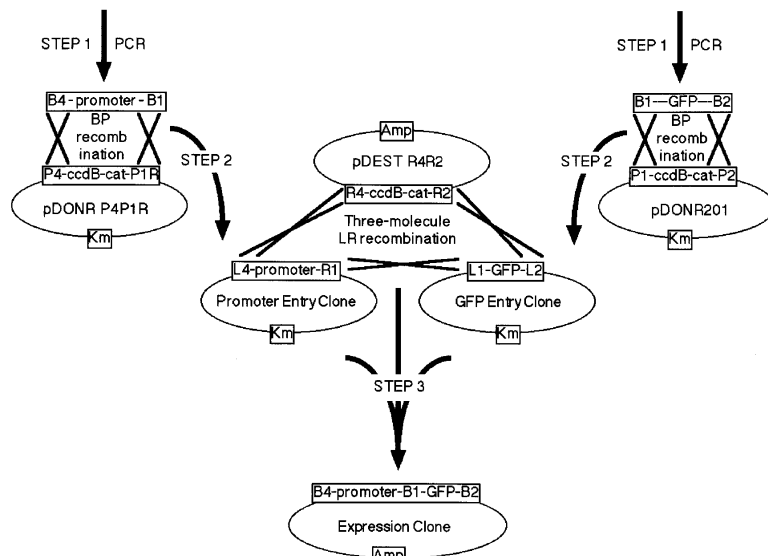 STEP 1 PCR
B4-promoter-B1
BP
recomb
ination
P4-ccdB-cat-P1R
pDONR P4P1R
Km
STEP 2
Amp
pDEST R4R2
R4-ccdB-cat-R2
Three-molecule
LR recombination
STEP 1 PCR
B1—GFP—B2
BP
recomb
ination
P1-ccdB-cat-P2
pDONR201
Km
STEP 2
L4-promoter-R1
Promoter Entry Clone
Km
L1-GFP-L2
GFP Entry Clone
Km
STEP 3
B4-promoter-B1-GFP-B2
Expression Clone
Amp